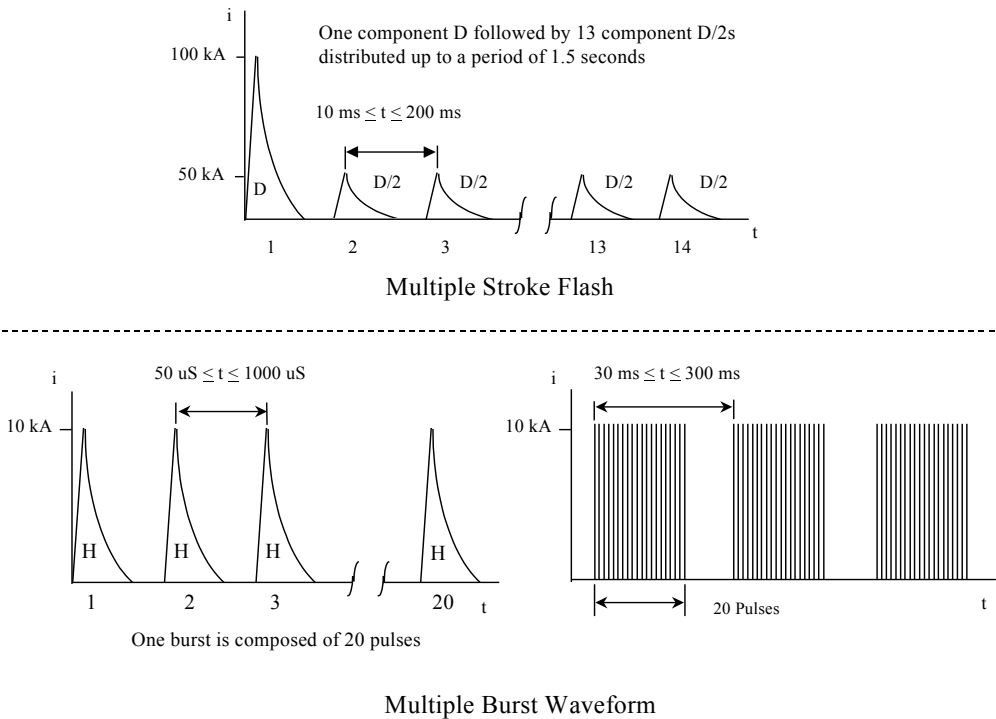 i
One component D followed by 13 component D/2s
distributed up to a period of 1.5 seconds
100 kA
10 ms ≤ t ≤ 200 ms
50 kA
D
D/2
D/2
D/2
D/2
t
1
2
3
13
14
Multiple Stroke Flash
50 uS ≤ t ≤ 1000 uS
i
10 kA
H
H
H
H
1
2
3
20
t
One burst is composed of 20 pulses
30 ms ≤ t ≤ 300 ms
i
10 kA
20 Pulses
t
Multiple Burst Waveform